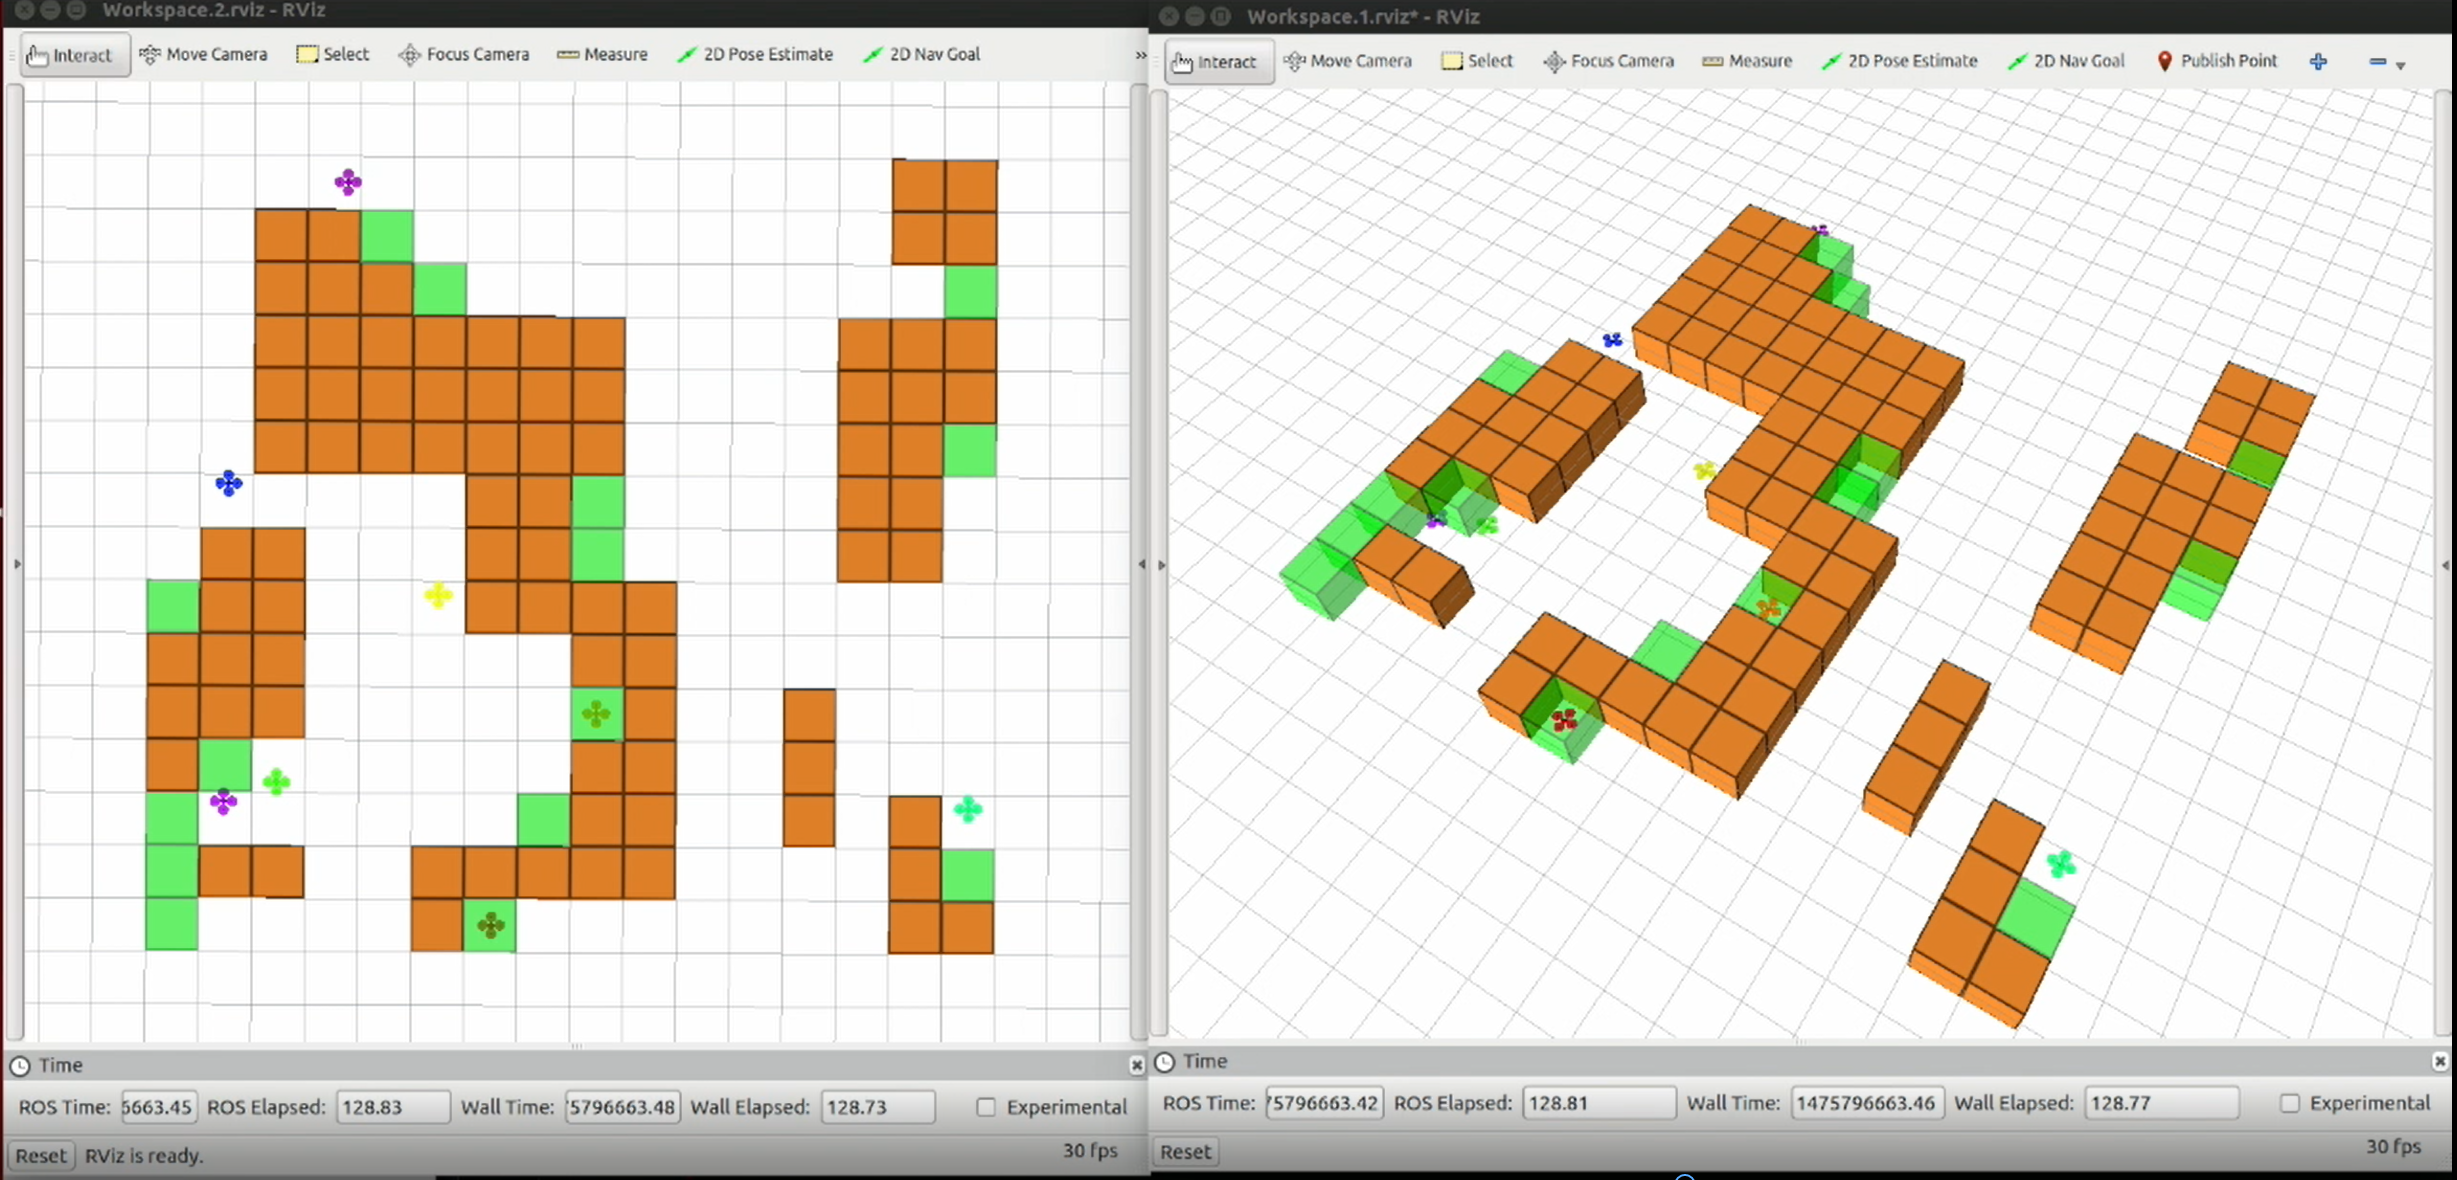 Workspace.2.rviz - RViz
Interact Move Camera Select Focus Camera Measure 2D Pose Estimate 2D Nav Goal »
Time
ROS Time: 5663.45 ROS Elapsed: 128.83 Wall Time: 75796663.48 Wall Elapsed: 128.73 Experimental
Reset RViz is ready. 30 fps
Workspace.1.rviz* - RViz
Interact Move Camera Select Focus Camera Measure 2D Pose Estimate 2D Nav Goal Publish Point
Time
ROS Time: 75796663.42 ROS Elapsed: 128.81 Wall Time: 1475796663.46 Wall Elapsed: 128.77 Experimental
Reset 30 fps